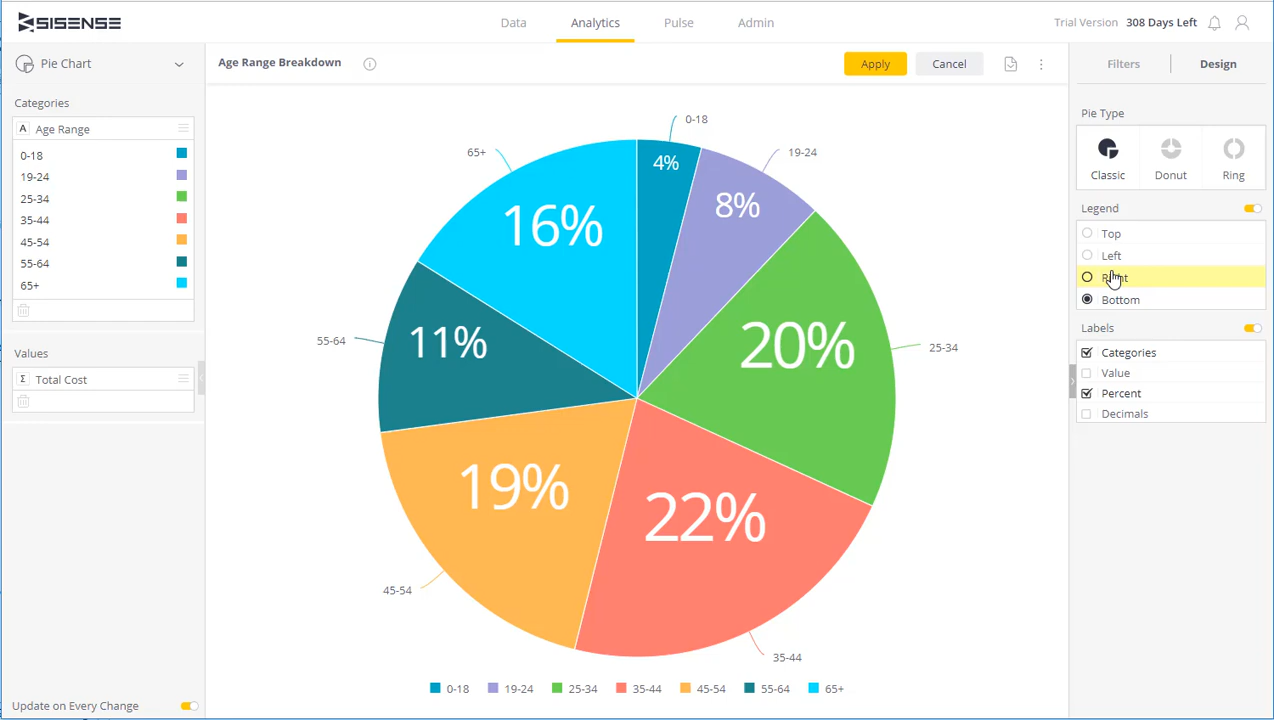 SISENSE
Data Analytics Pulse Admin
Trial Version 308 Days Left
Pie Chart
Categories
A Age Range
0-18
19-24
25-34
35-44
45-54
55-64
65+
Values
Σ Total Cost
Update on Every Change
Age Range Breakdown
Apply Cancel
0-18
19-24
25-34
35-44
45-54
55-64
65+
4%
8%
20%
22%
19%
11%
16%
0-18 19-24 25-34 35-44 45-54 55-64 65+
Filters Design
Pie Type
Classic Donut Ring
Legend
Top
Left
Bottom
Labels
Categories
Value
Percent
Decimals